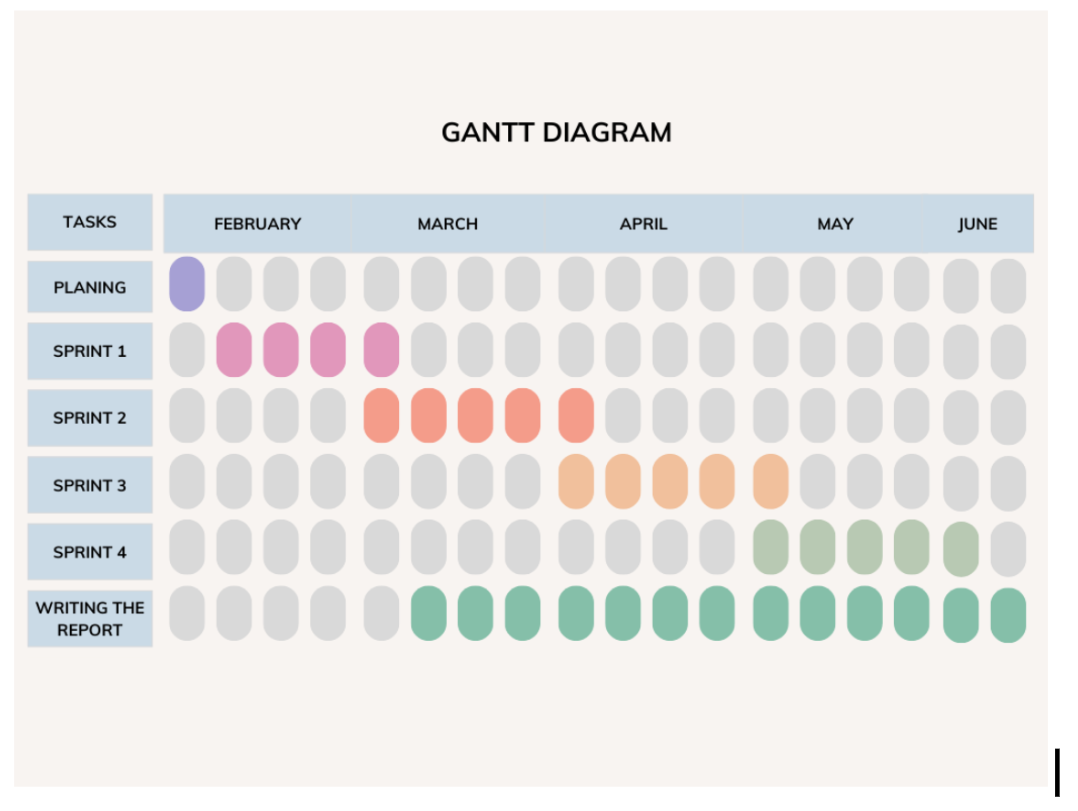 GANTT DIAGRAM
TASKS
FEBRUARY
MARCH
APRIL
MAY
JUNE
PLANING
SPRINT 1
SPRINT 2
SPRINT 3
SPRINT 4
WRITING THE
REPORT